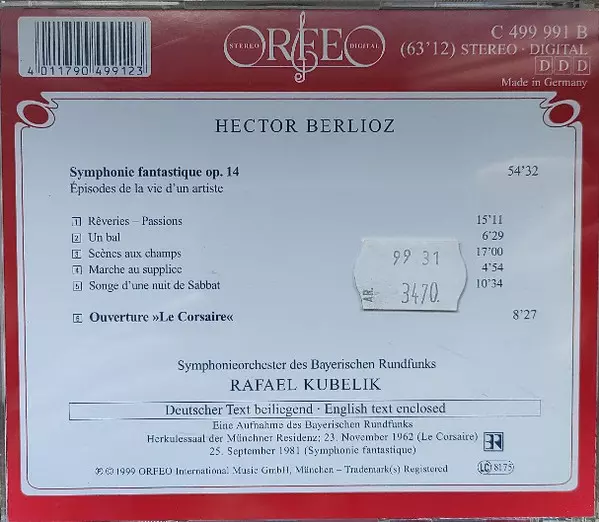 4 011790 499123
STEREO ORFEO DIGITAL
C 499 991 B
(63'12) STEREO · DIGITAL
DDD
Made in Germany
HECTOR BERLIOZ
Symphonie fantastique op. 14 54'32
Épisodes de la vie d'un artiste
1 Rêveries – Passions 15'11
2 Un bal 6'29
3 Scènes aux champs 17'00
4 Marche au supplice 4'54
5 Songe d'une nuit de Sabbat 10'34
99 31
AR. 3470.
6 Ouverture »Le Corsaire« 8'27
Symphonieorchester des Bayerischen Rundfunks
RAFAEL KUBELIK
Deutscher Text beiliegend · English text enclosed
Eine Aufnahme des Bayerischen Rundfunks
Herkulessaal der Münchner Residenz; 23. November 1962 (Le Corsaire)
25. September 1981 (Symphonie fantastique)
℗ © 1999 ORFEO International Music GmbH, München – Trademark(s) Registered
LC 8175